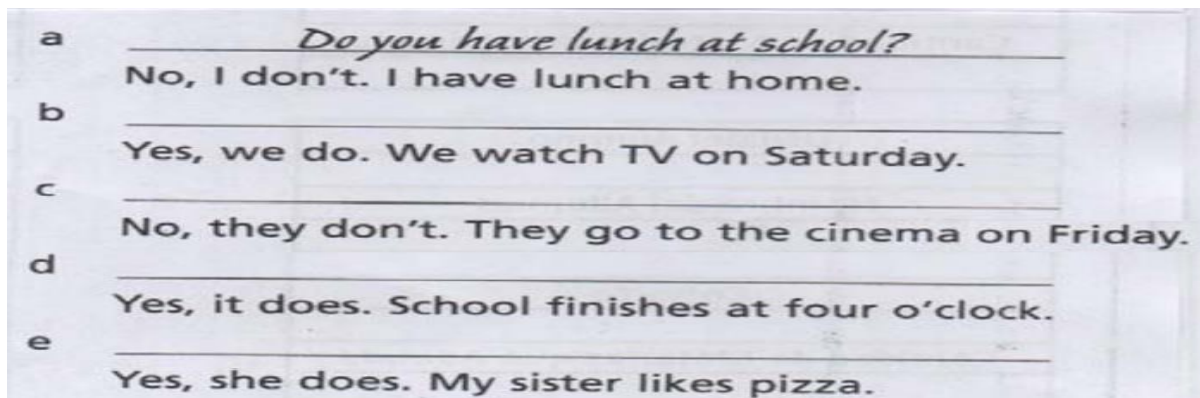 a Do you have lunch at school?
No, I don't. I have lunch at home.
b
Yes, we do. We watch TV on Saturday.
c
No, they don't. They go to the cinema on Friday.
d
Yes, it does. School finishes at four o'clock.
e
Yes, she does. My sister likes pizza.